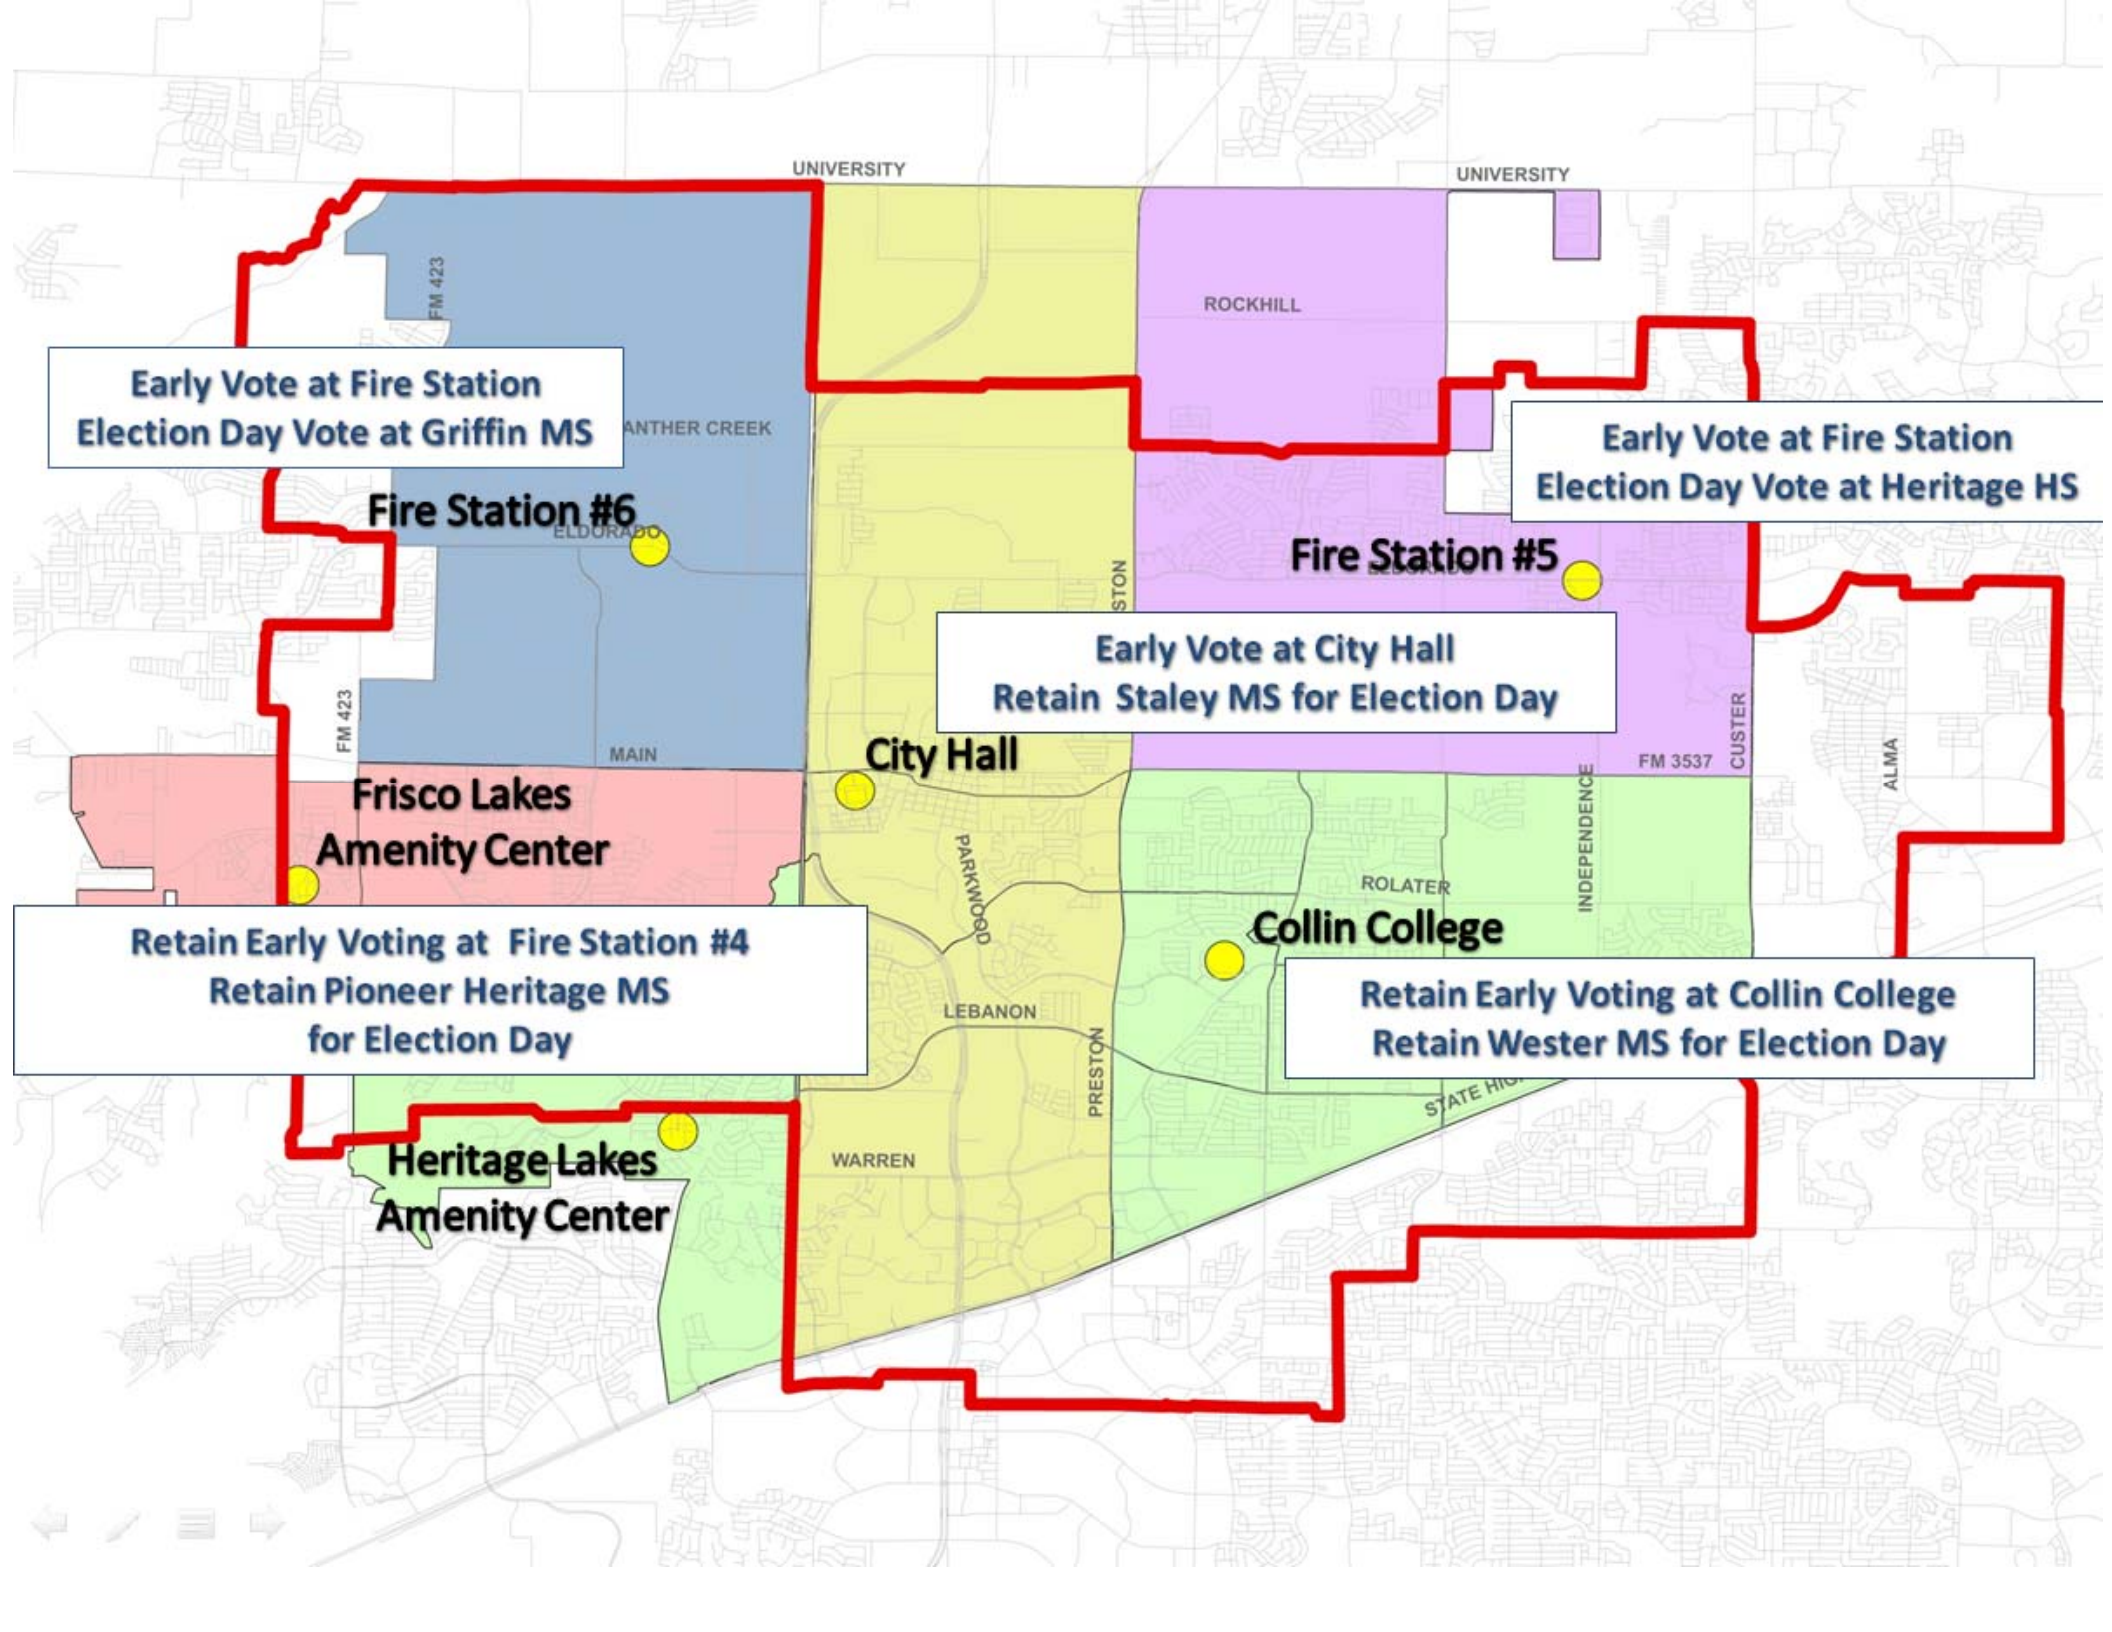 UNIVERSITY
UNIVERSITY
FM 423
ROCKHILL
Early Vote at Fire Station
Election Day Vote at Griffin MS
ANTHER CREEK
Early Vote at Fire Station
Election Day Vote at Heritage HS
Fire Station #6
ELDORADO
Fire Station #5
ELDORADO
STON
Early Vote at City Hall
Retain Staley MS for Election Day
FM 423
MAIN
City Hall
FM 3537
CUSTER
ALMA
Frisco Lakes
Amenity Center
PARKWOOD
INDEPENDENCE
ROLATER
Collin College
Retain Early Voting at Fire Station #4
Retain Pioneer Heritage MS
for Election Day
LEBANON
Retain Early Voting at Collin College
Retain Wester MS for Election Day
PRESTON
STATE HIG
Heritage Lakes
Amenity Center
WARREN